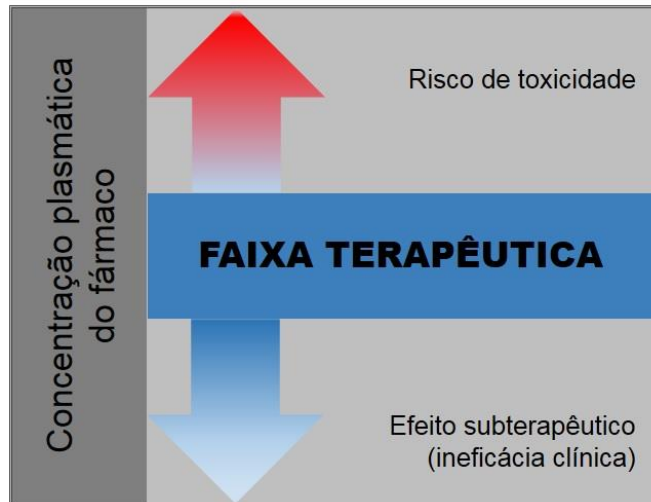 Concentração plasmática
do fármaco
Risco de toxicidade
FAIXA TERAPÊUTICA
Efeito subterapêutico
(ineficácia clínica)